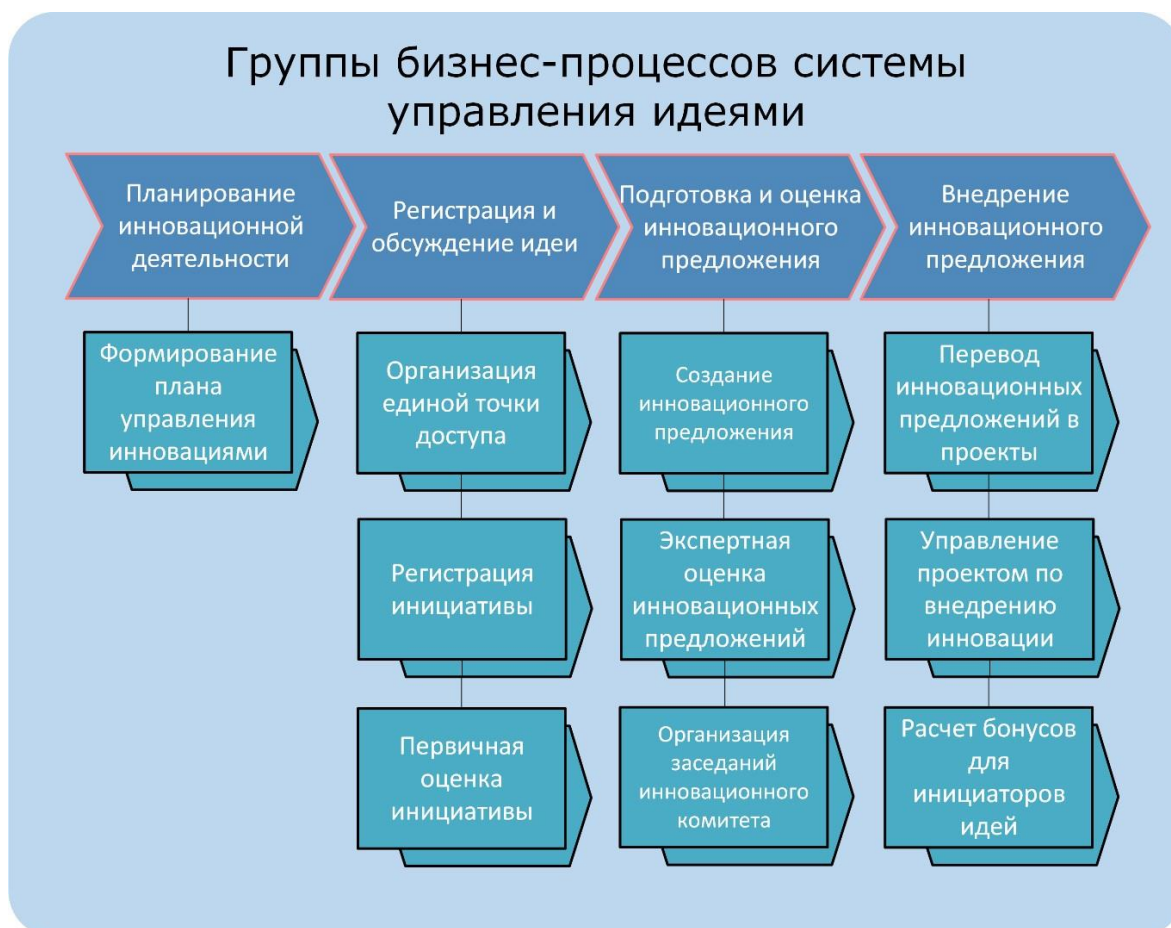 Группы бизнес-процессов системы
управления идеями
Планирование
инновационной
деятельности
Регистрация и
обсуждение идеи
Подготовка и оценка
инновационного
предложения
Внедрение
инновационного
предложения
Формирование
плана
управления
инновациями
Организация
единой точки
доступа
Регистрация
инициативы
Первичная
оценка
инициативы
Создание
инновационного
предложения
Экспертная
оценка
инновационных
предложений
Организация
заседаний
инновационного
комитета
Перевод
инновационных
предложений в
проекты
Управление
проектом по
внедрению
инновации
Расчет бонусов
для
инициаторов
идей